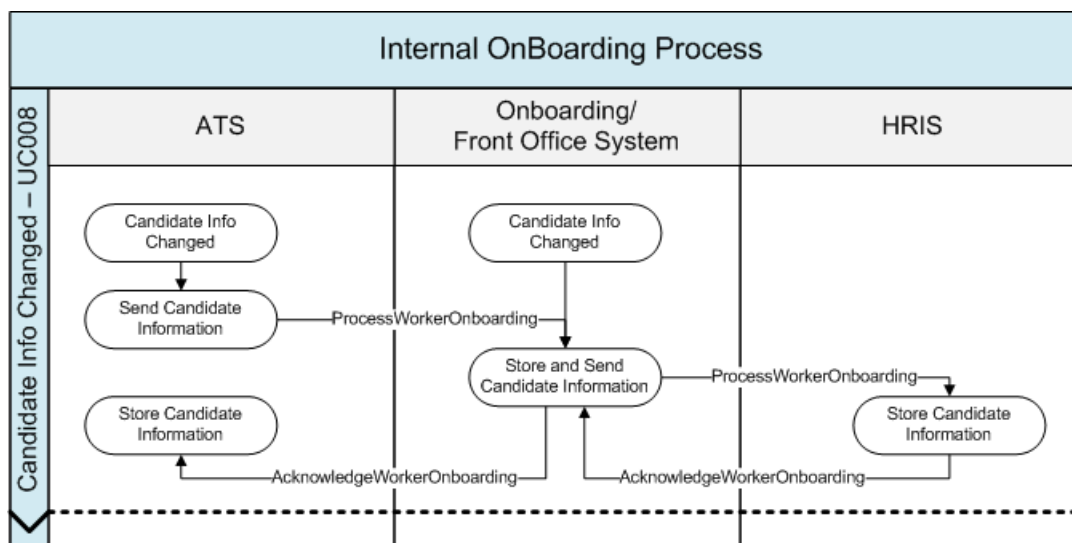 Internal OnBoarding Process
Candidate Info Changed – UC008
ATS
Onboarding/
Front Office System
HRIS
Candidate Info
Changed
Candidate Info
Changed
Send Candidate
Information
ProcessWorkerOnboarding
Store and Send
Candidate Information
ProcessWorkerOnboarding
Store Candidate
Information
Store Candidate
Information
AcknowledgeWorkerOnboarding
AcknowledgeWorkerOnboarding